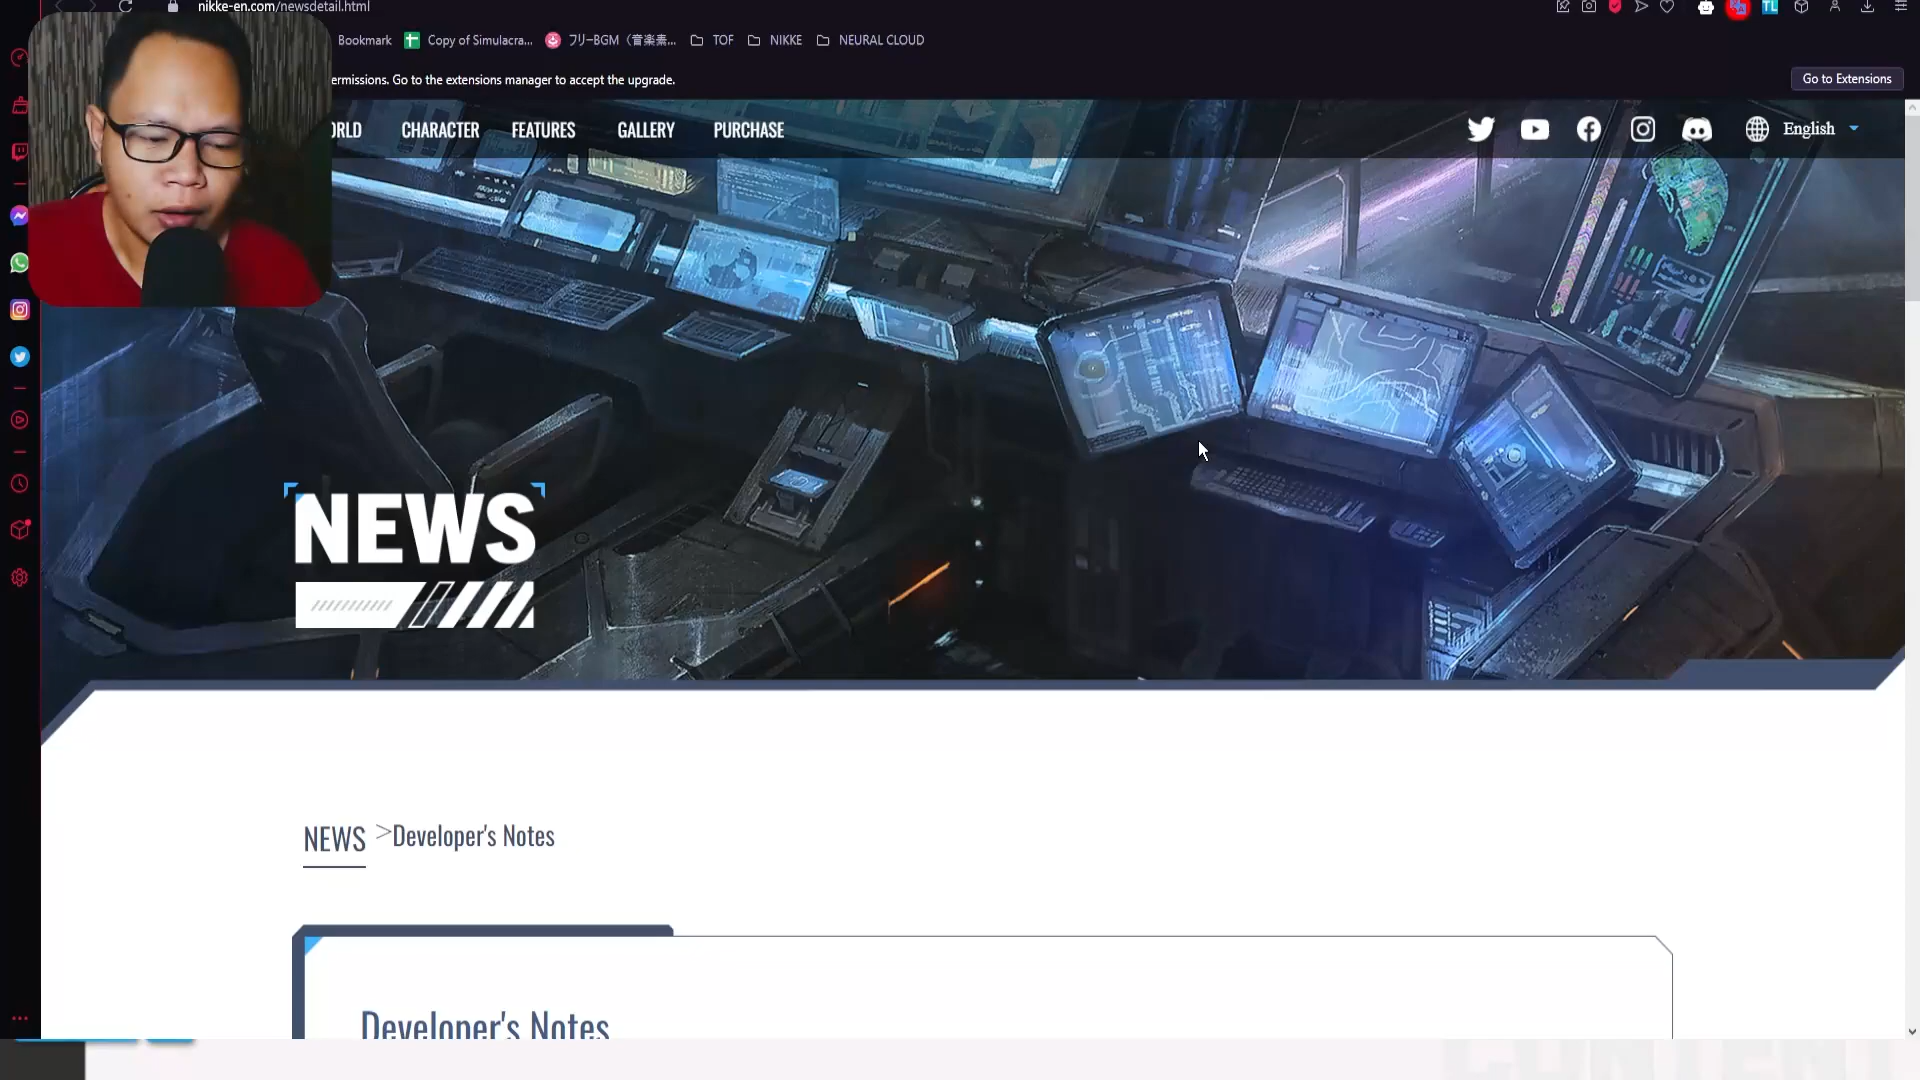 nikke-en.com/newsdetail.html
Bookmark Copy of Simulacra... フリーBGM（音楽素... TOF NIKKE NEURAL CLOUD
ermissions. Go to the extensions manager to accept the upgrade. Go to Extensions
ORLD CHARACTER FEATURES GALLERY PURCHASE English
NEWS
NEWS >Developer's Notes
Developer's Notes